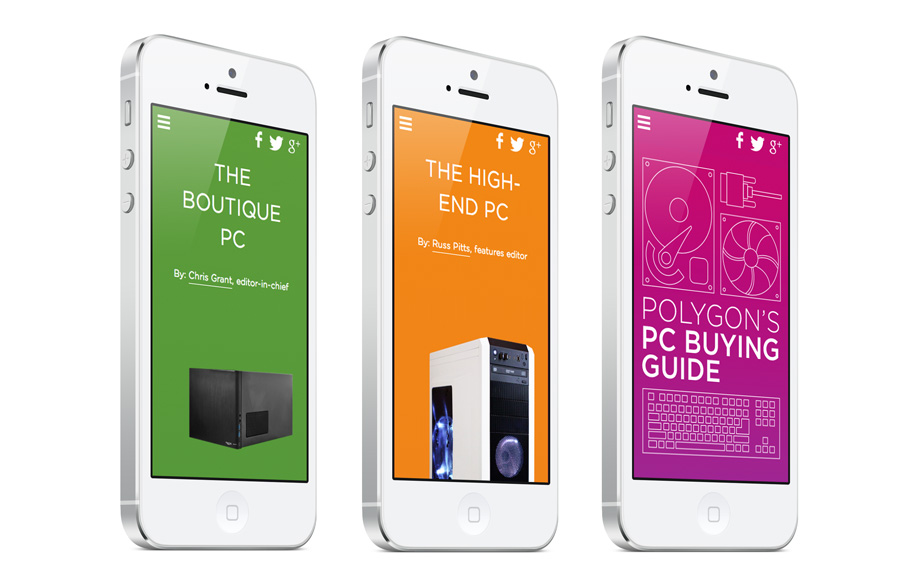 THE
BOUTIQUE
PC
By: Chris Grant, editor-in-chief
THE HIGH-
END PC
By: Russ Pitts, features editor
POLYGON'S
PC BUYING
GUIDE